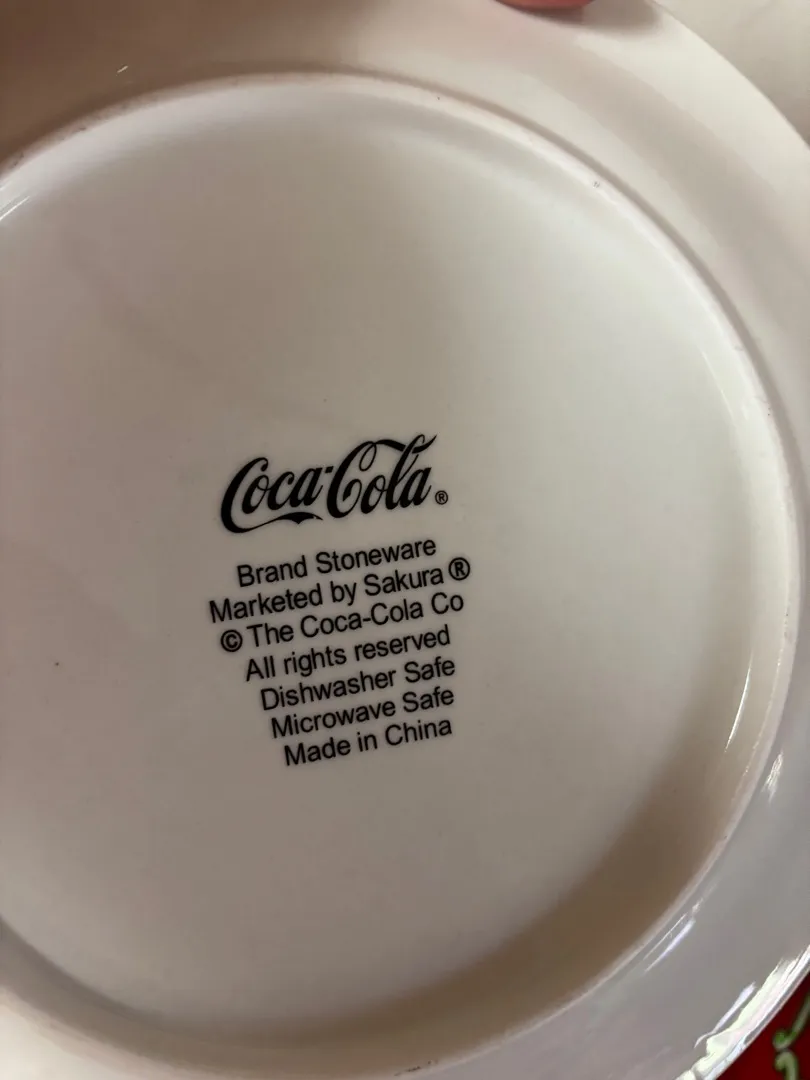 Coca-Cola ®
Brand Stoneware
Marketed by Sakura ®
© The Coca-Cola Co
All rights reserved
Dishwasher Safe
Microwave Safe
Made in China